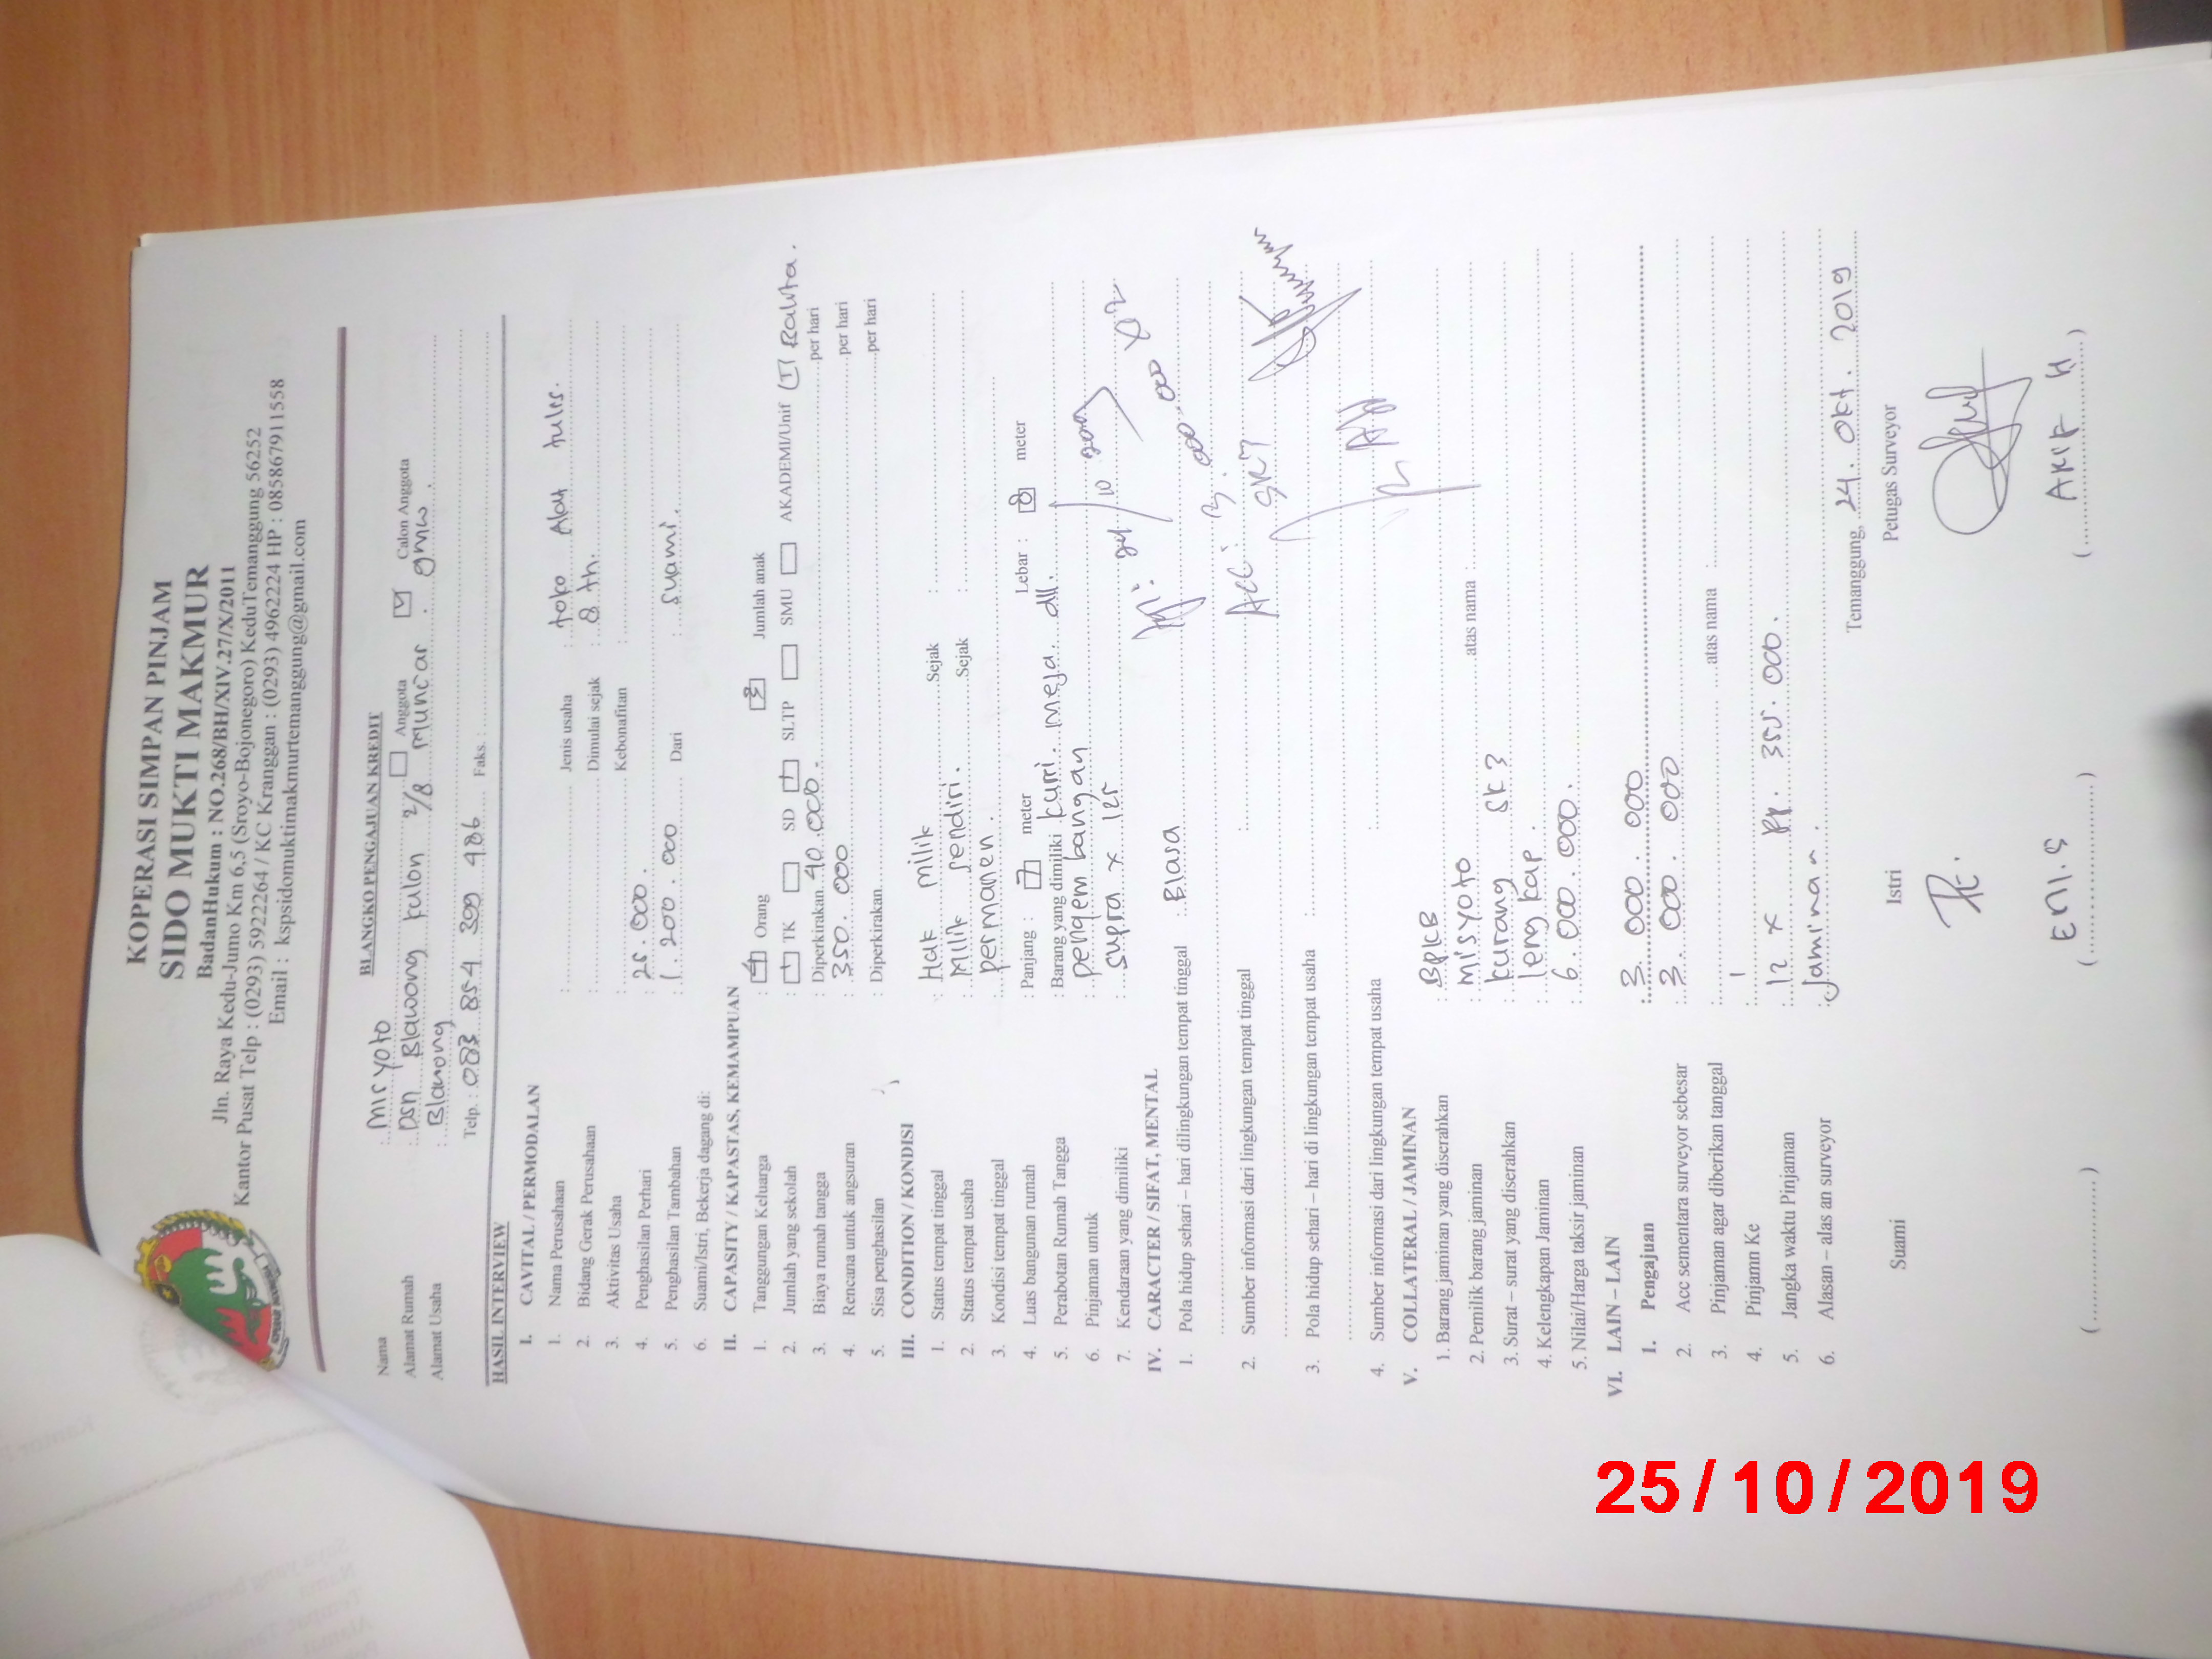 KOPERASI SIMPAN PINJAM
SIDO MUKTI MAKMUR
BadanHukum : NO.268/BH/XIV.27/X/2011
Jln. Raya Kedu-Jumo Km 6,5 (Sroyo-Bojonegoro) KeduTemanggung 56252
Kantor Pusat Telp : (0293) 5922264 / KC Kranggan : (0293) 4962224 HP : 085867911558
Email : kspsidomuktimakmurtemanggung@gmail.com
BLANGKO PENGAJUAN KREDIT
Nama : Misyoto Anggota Calon Anggota
Alamat Rumah : Dsn Blawong kulon 2/8 Muncar . gmw .
Alamat Usaha : Blawong
Telp. : 083 854 399 486 Faks. :
HASIL INTERVIEW
I. CAVITAL / PERMODALAN
1. Nama Perusahaan : Jenis usaha : toko Alat tulis.
2. Bidang Gerak Perusahaan : Dimulai sejak : 8 th.
3. Aktivitas Usaha : Kebonafitan :
4. Penghasilan Perhari : 25.000.
5. Penghasilan Tambahan : 1.200.000 Dari : Suami.
6. Suami/Istri, Bekerja dagang di:
II. CAPASITY / KAPASTAS, KEMAMPUAN
1. Tanggungan Keluarga : 4 Orang 2 Jumlah anak
2. Jumlah yang sekolah : TK SD 1 SLTP SMU AKADEMI/Unif (1) Balita.
3. Biaya rumah tangga : Diperkirakan 40.000. per hari
4. Rencana untuk angsuran : 350.000 per hari
5. Sisa penghasilan : Diperkirakan per hari
III. CONDITION / KONDISI
1. Status tempat tinggal : Hak milik Sejak :
2. Status tempat usaha : Milik sendiri. Sejak :
3. Kondisi tempat tinggal : permanen.
4. Luas bangunan rumah : Panjang : 7 meter Lebar : 8 meter
5. Perabotan Rumah Tangga : Barang yang dimiliki kursi. meja. dll.
6. Pinjaman untuk : pengembangan
7. Kendaraan yang dimiliki : supra x 125
24/10 2019
IV. CARACTER / SIFAT, MENTAL
1. Pola hidup sehari – hari dilingkungan tempat tinggal : Biasa
3.000.000
2. Sumber informasi dari lingkungan tempat tinggal :
Acc :
3. Pola hidup sehari – hari di lingkungan tempat usaha :
4. Sumber informasi dari lingkungan tempat usaha :
V. COLLATERAL / JAMINAN
1. Barang jaminan yang diserahkan : BPKB
2. Pemilik barang jaminan : Misyoto atas nama :
3. Surat – surat yang diserahkan : kurang SK3
4. Kelengkapan Jaminan : lengkap.
5. Nilai/Harga taksir jaminan : 6.000.000.
VI. LAIN – LAIN
1. Pengajuan : 3.000.000
2. Acc sementara surveyor sebesar : 3.000.000
3. Pinjaman agar diberikan tanggal : atas nama :
4. Pinjamn Ke : 1
5. Jangka waktu Pinjaman : 12 x Rp. 350.000.
6. Alasan – alas an surveyor : Jaminan.
Temanggung, 24. Okt. 2019
Suami Istri Petugas Surveyor
Eni.S
ARIF H
25/10/2019